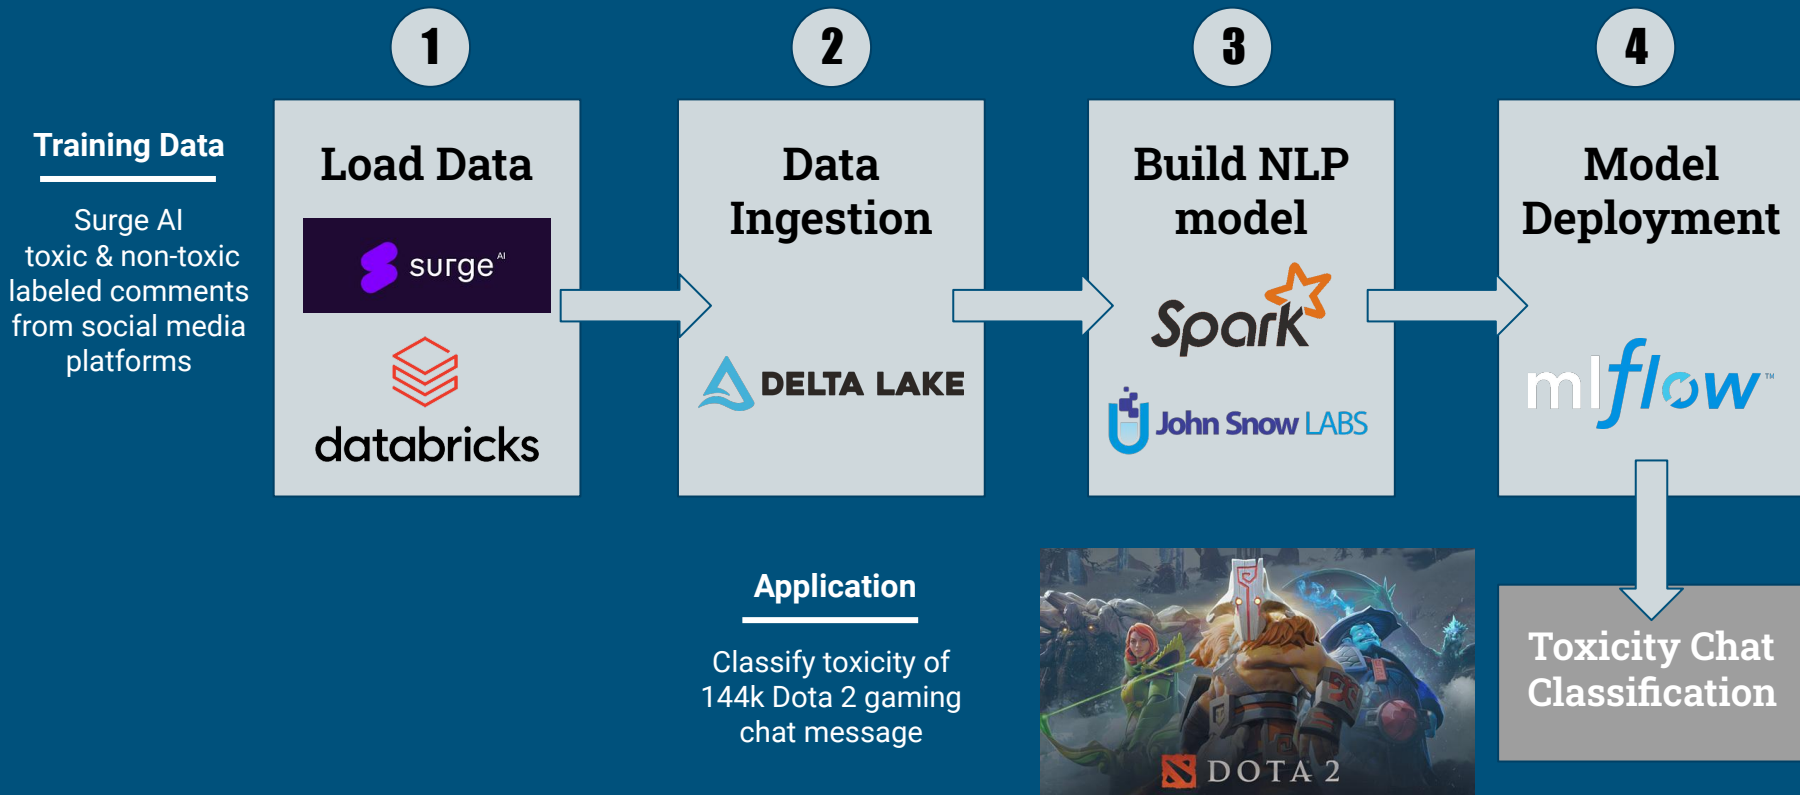 1
2
3
4
Training Data
Surge AI
toxic & non-toxic
labeled comments
from social media
platforms
Load Data
surge AI
databricks
Data
Ingestion
DELTA LAKE
Build NLP
model
Spark
John Snow LABS
Model
Deployment
mlflow™
Application
Classify toxicity of
144k Dota 2 gaming
chat message
DOTA 2
Toxicity Chat
Classification